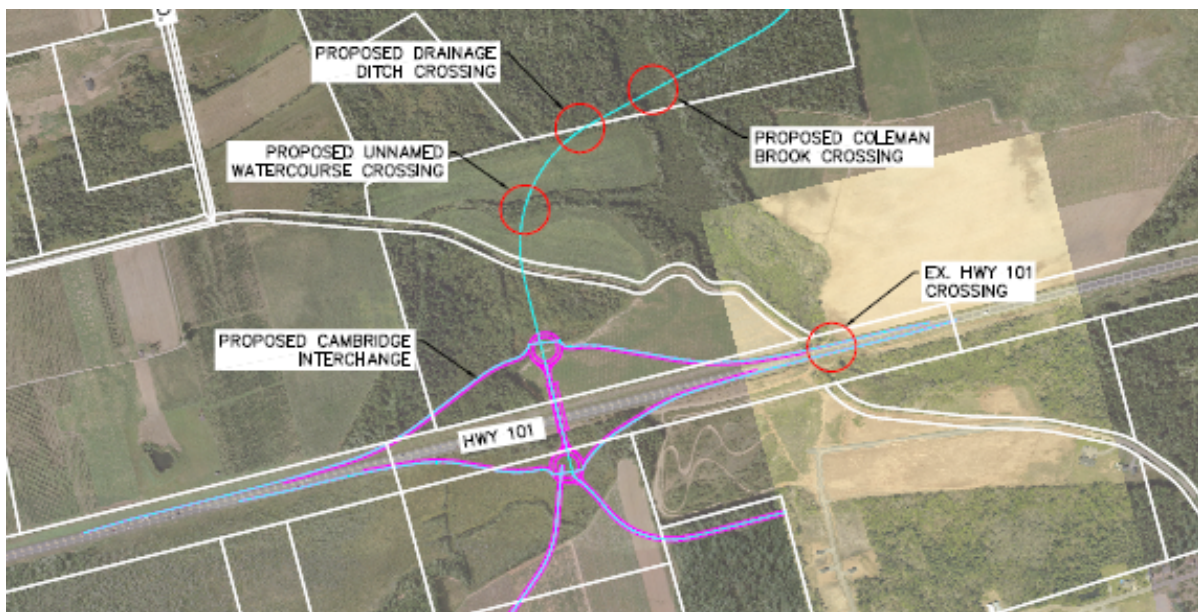 PROPOSED DRAINAGE
DITCH CROSSING
PROPOSED COLEMAN
BROOK CROSSING
PROPOSED UNNAMED
WATERCOURSE CROSSING
EX. HWY 101
CROSSING
PROPOSED CAMBRIDGE
INTERCHANGE
HWY 101